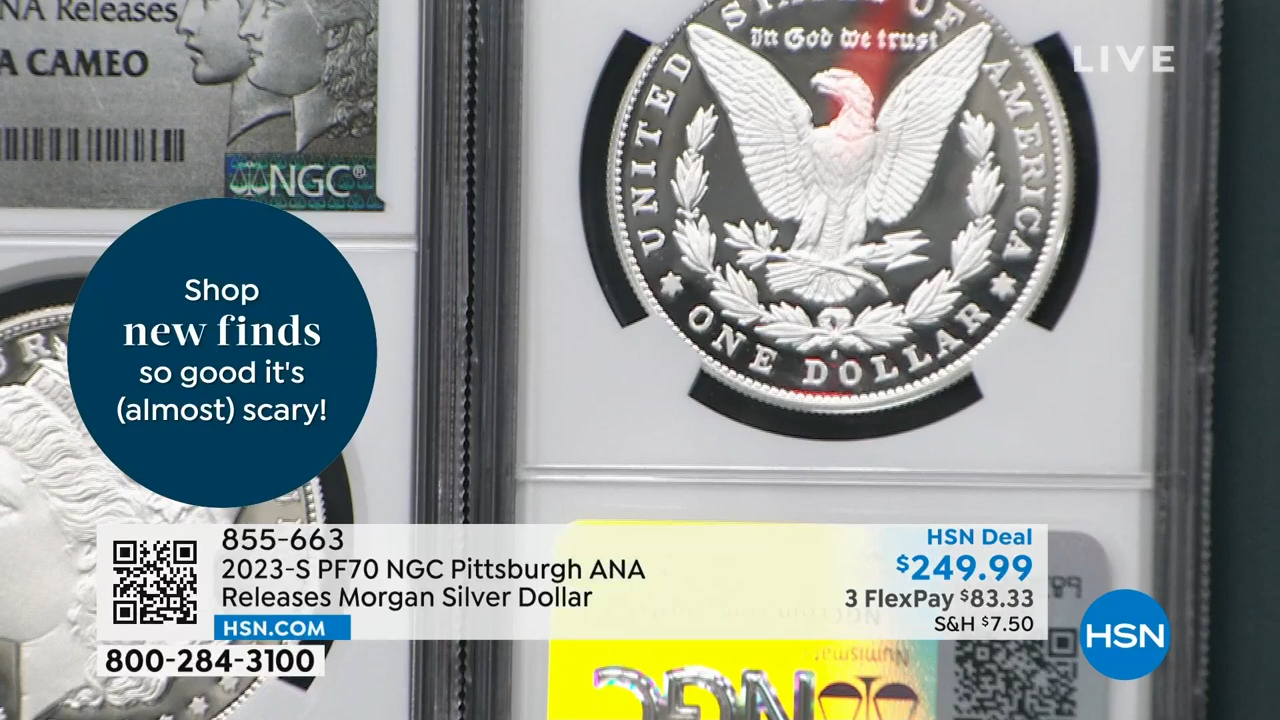 NA Releases
A CAMEO
NGC®
STATES OF
In God We trust
UNITED
AMERICA
ONE DOLLAR
LIVE
Shop
new finds
so good it's
(almost) scary!
855-663
2023-S PF70 NGC Pittsburgh ANA
Releases Morgan Silver Dollar
HSN.COM
800-284-3100
HSN Deal
$249.99
3 FlexPay $83.33
S&H $7.50
HSN
NGC